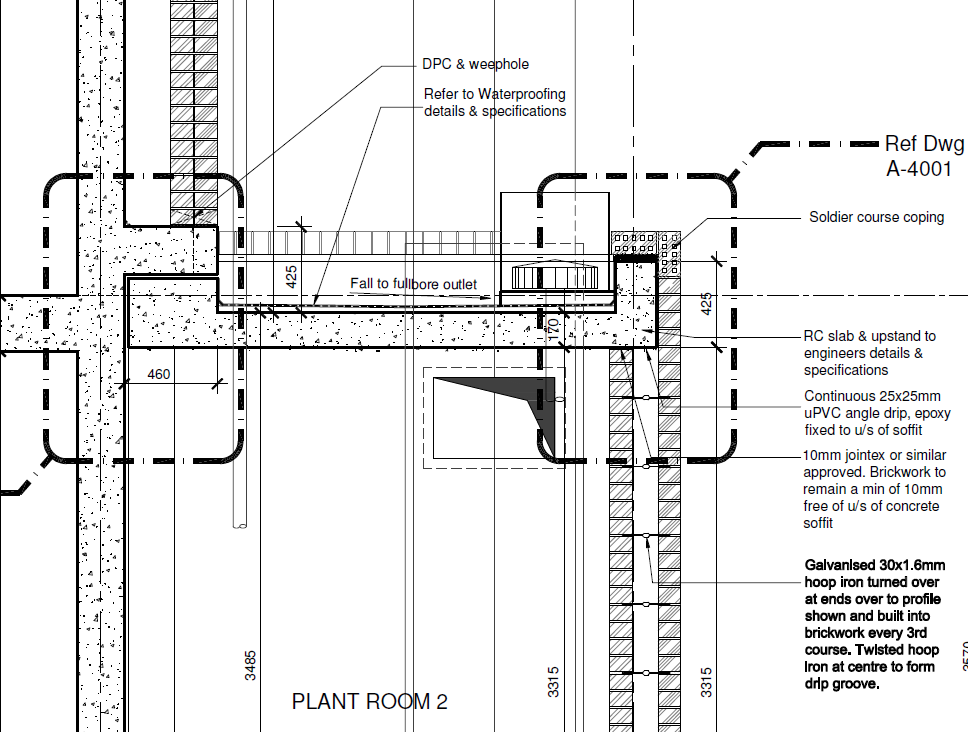 DPC & weephole
Refer to Waterproofing
details & specifications
Ref Dwg
A-4001
Soldier course coping
425
Fall to fullbore outlet
425
170
RC slab & upstand to
engineers details &
specifications
460
Continuous 25x25mm
uPVC angle drip, epoxy
fixed to u/s of soffit
10mm jointex or similar
approved. Brickwork to
remain a min of 10mm
free of u/s of concrete
soffit
Galvanised 30x1.6mm
hoop iron turned over
at ends over to profile
shown and built into
brickwork every 3rd
course. Twisted hoop
iron at centre to form
drip groove.
3485
3315
3315
PLANT ROOM 2